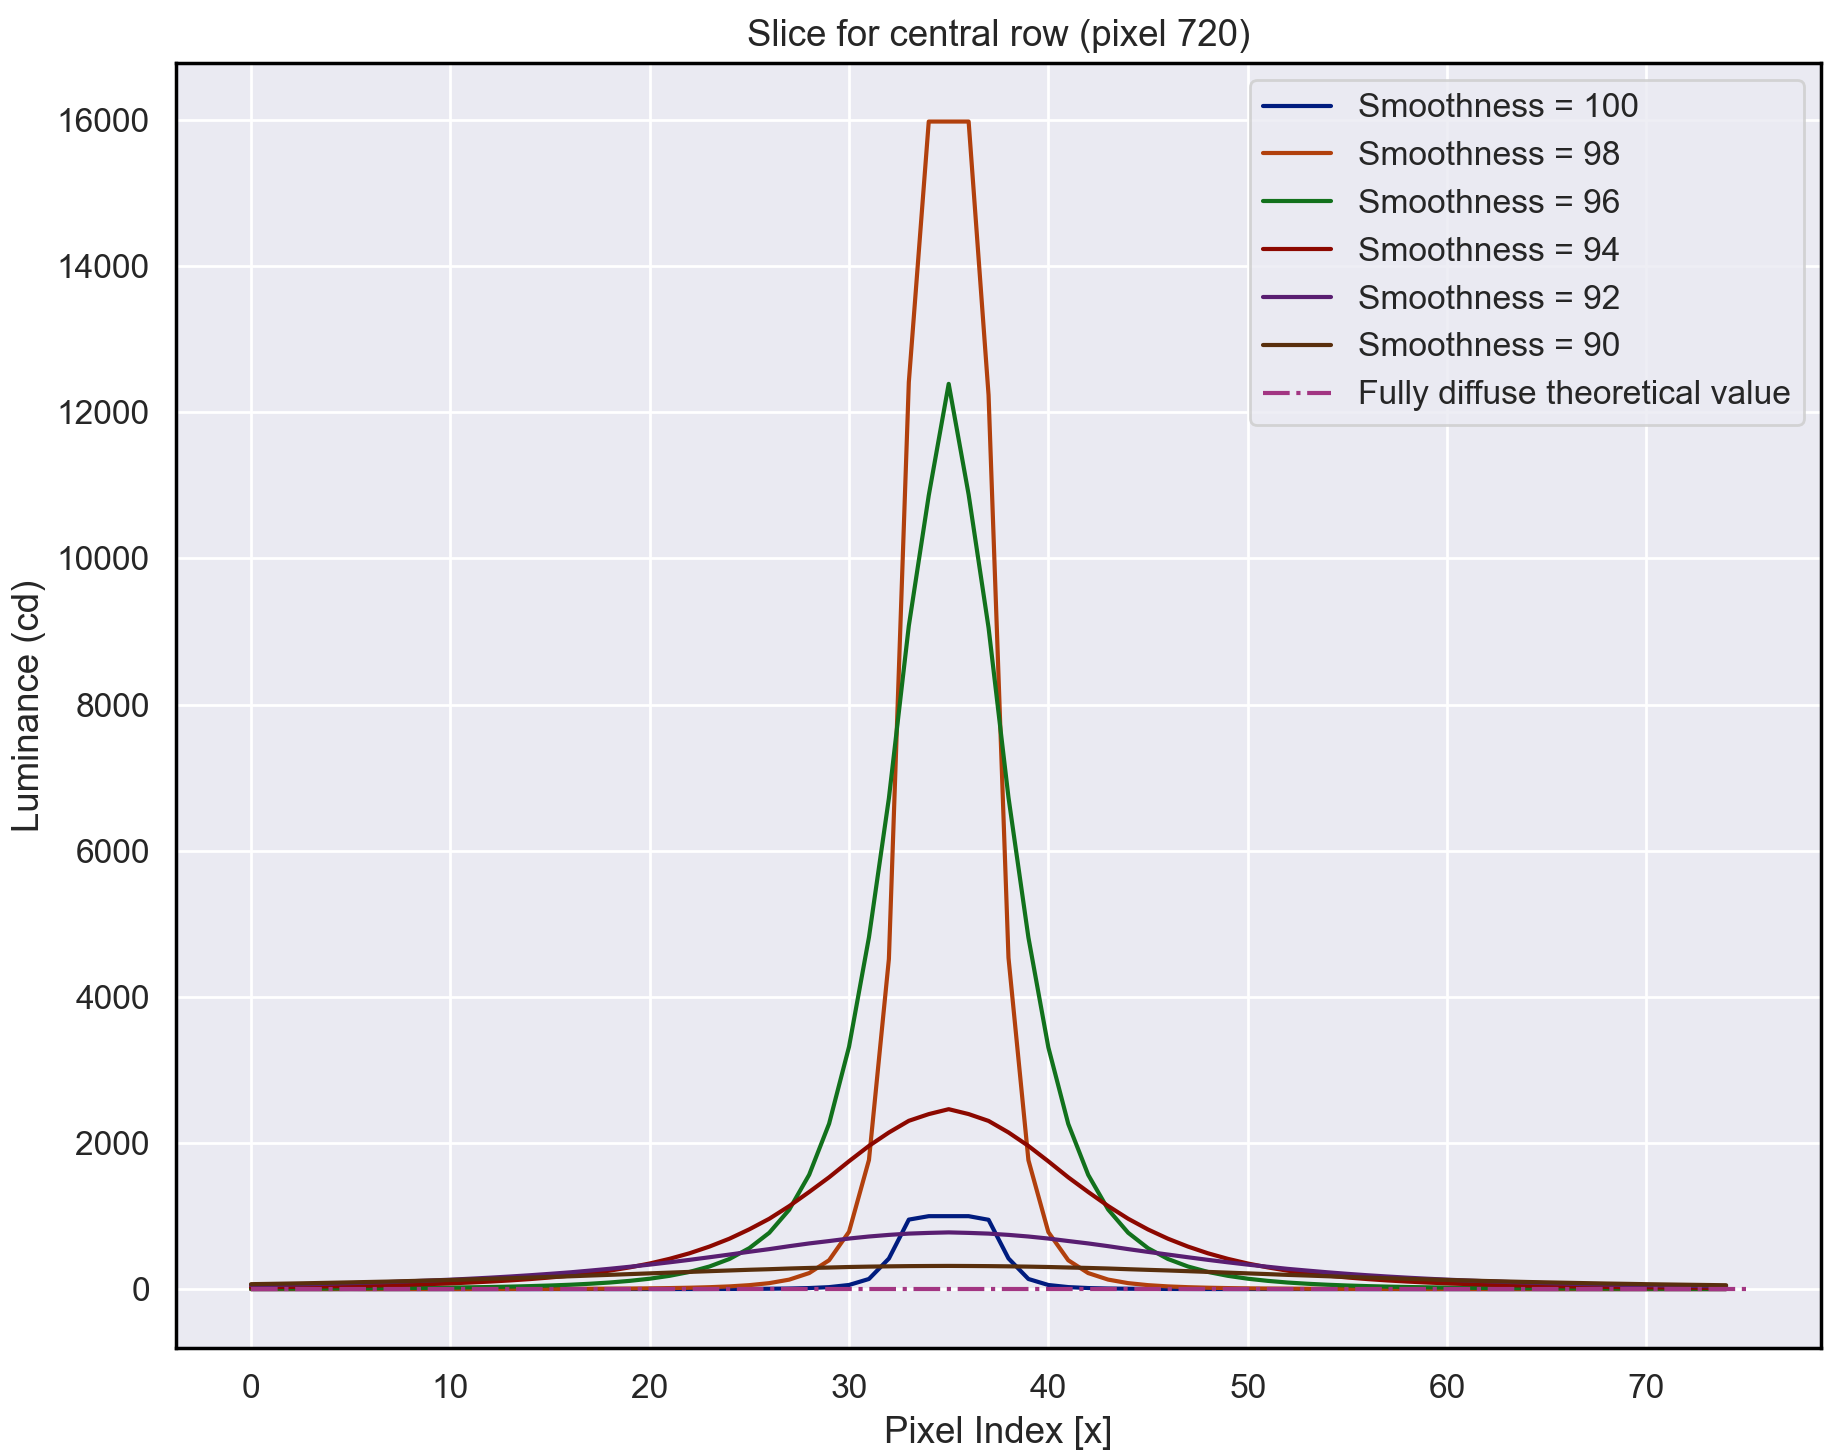 Slice for central row (pixel 720)
Smoothness = 100
Smoothness = 98
Smoothness = 96
Smoothness = 94
Smoothness = 92
Smoothness = 90
Fully diffuse theoretical value
Luminance (cd)
16000
14000
12000
10000
8000
6000
4000
2000
0
0 10 20 30 40 50 60 70
Pixel Index [x]